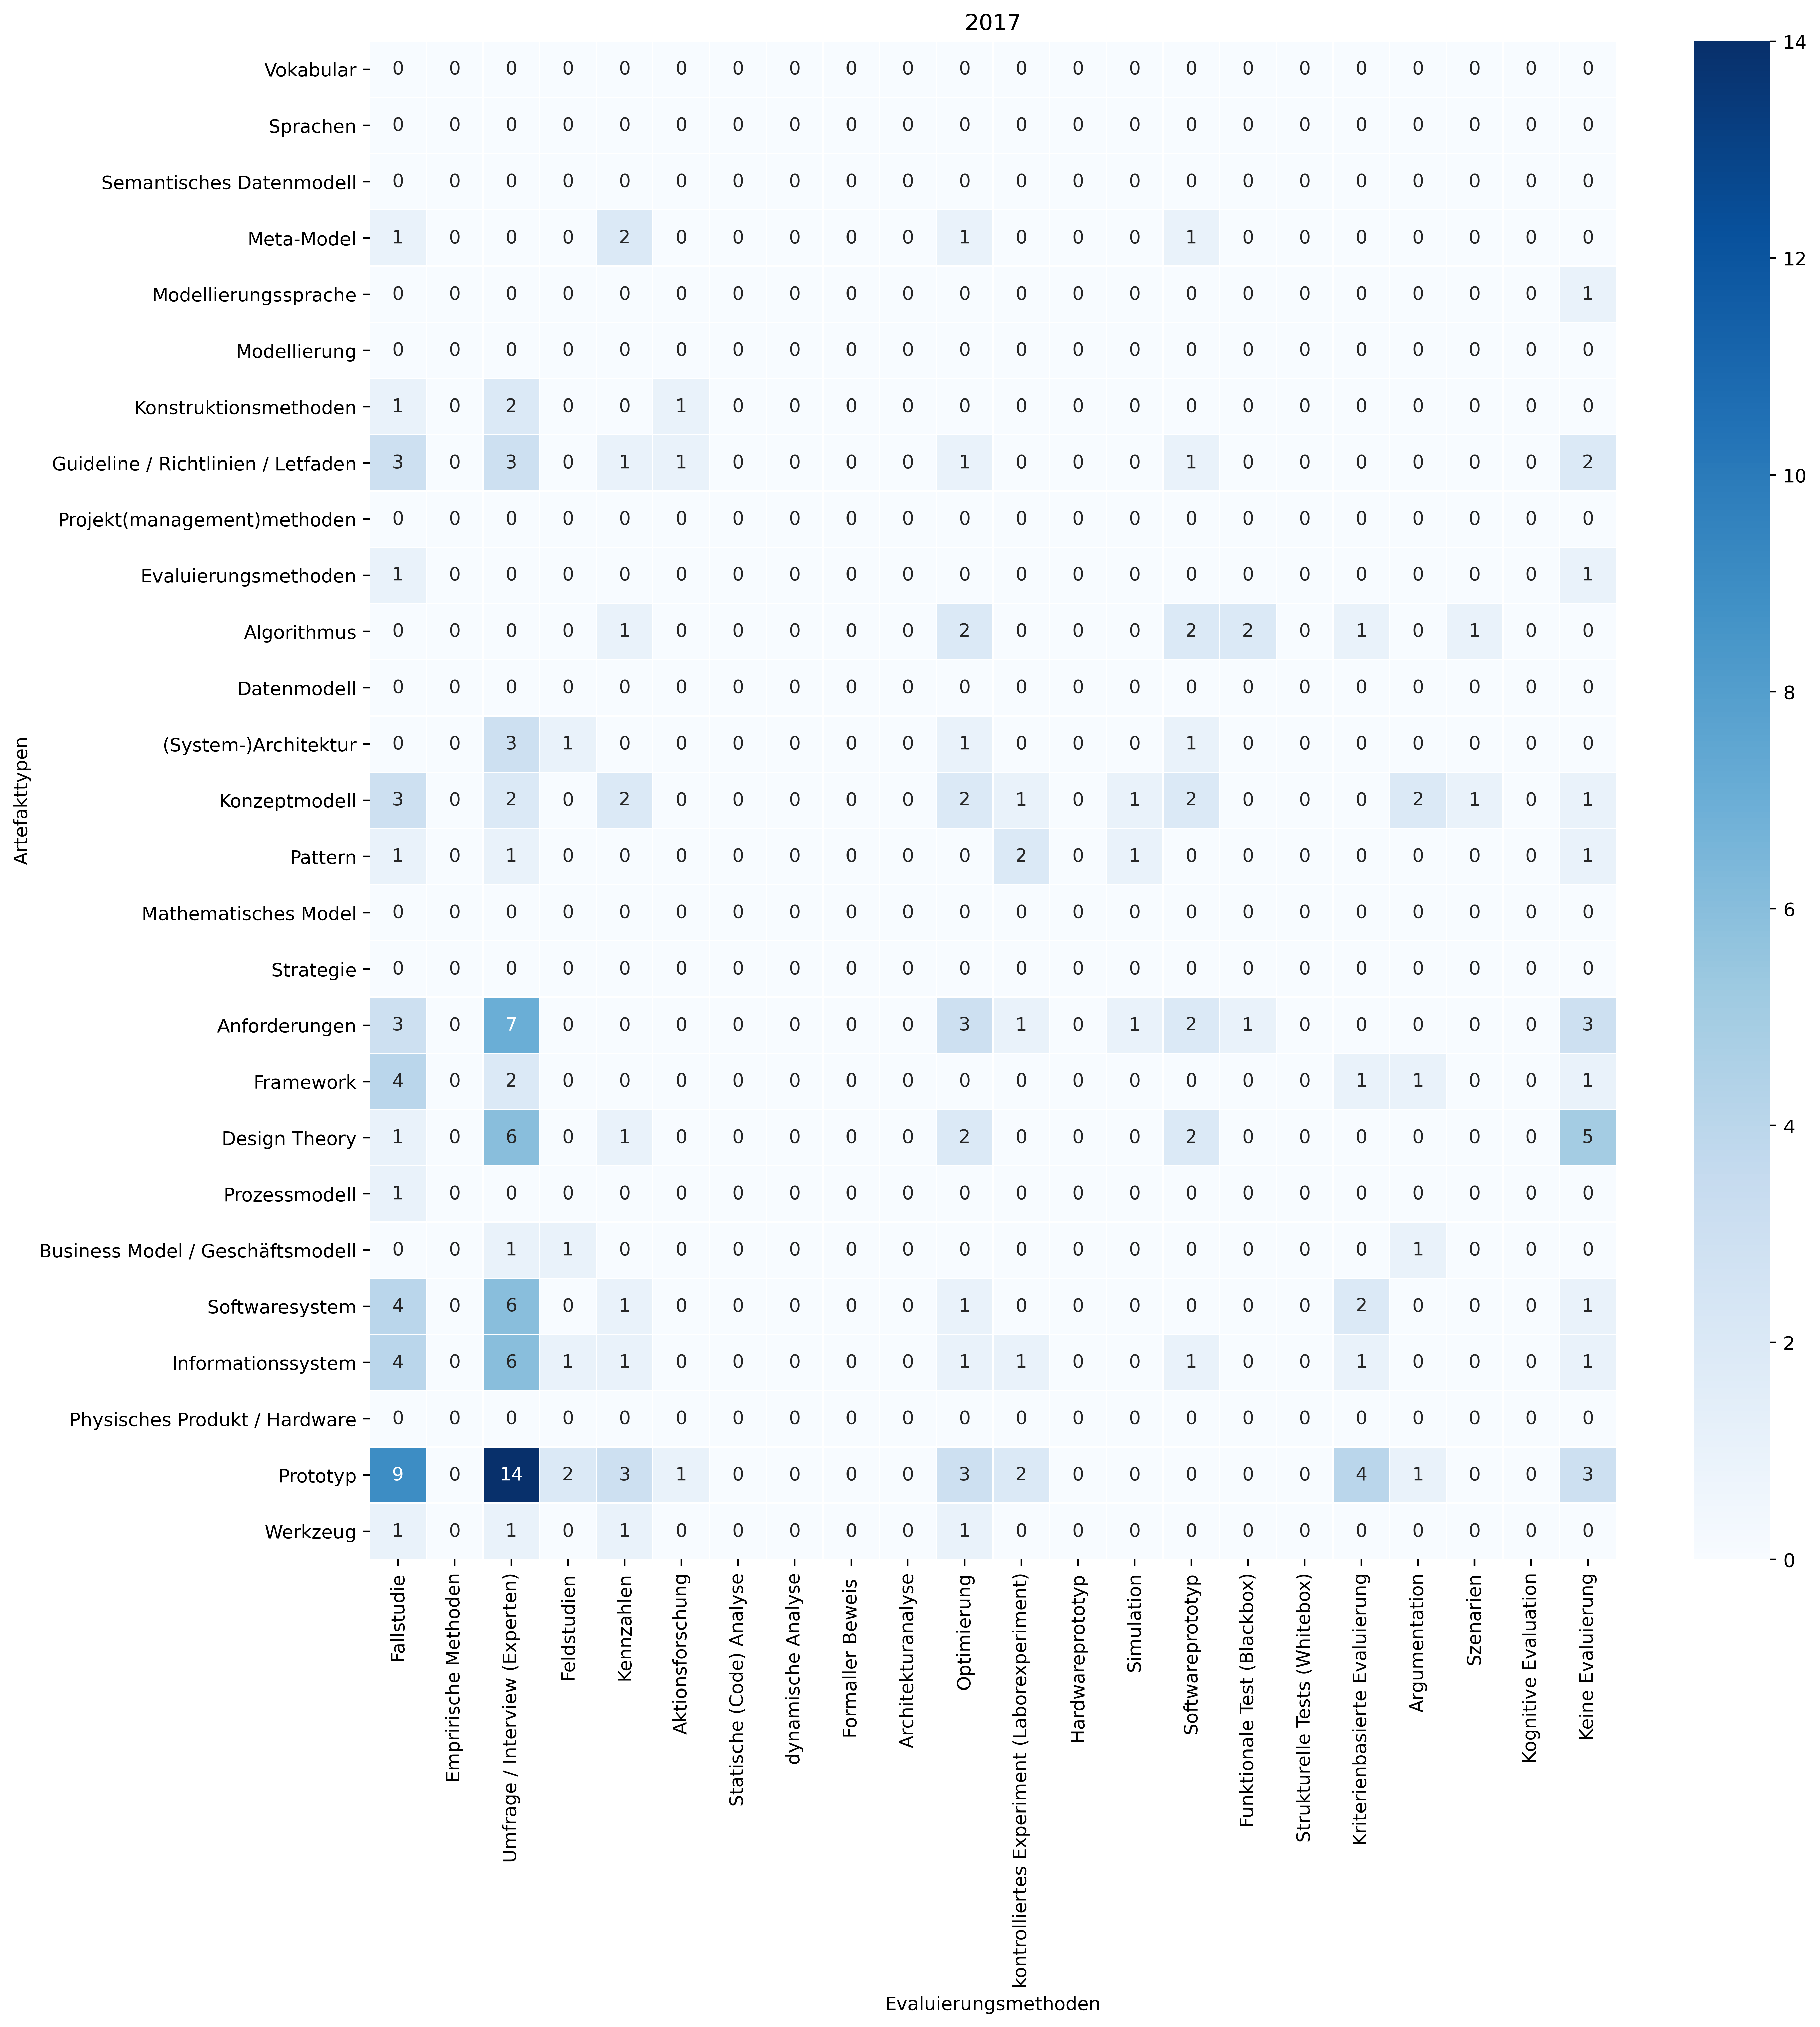 2017
Vokabular 0 0 0 0 0 0 0 0 0 0 0 0 0 0 0 0 0 0 0 0 0 0
Sprachen 0 0 0 0 0 0 0 0 0 0 0 0 0 0 0 0 0 0 0 0 0 0
Semantisches Datenmodell 0 0 0 0 0 0 0 0 0 0 0 0 0 0 0 0 0 0 0 0 0 0
Meta-Model 1 0 0 0 2 0 0 0 0 0 1 0 0 0 1 0 0 0 0 0 0 0
Modellierungssprache 0 0 0 0 0 0 0 0 0 0 0 0 0 0 0 0 0 0 0 0 0 1
Modellierung 0 0 0 0 0 0 0 0 0 0 0 0 0 0 0 0 0 0 0 0 0 0
Konstruktionsmethoden 1 0 2 0 0 1 0 0 0 0 0 0 0 0 0 0 0 0 0 0 0 0
Guideline / Richtlinien / Letfaden 3 0 3 0 1 1 0 0 0 0 1 0 0 0 1 0 0 0 0 0 0 2
Projekt(management)methoden 0 0 0 0 0 0 0 0 0 0 0 0 0 0 0 0 0 0 0 0 0 0
Evaluierungsmethoden 1 0 0 0 0 0 0 0 0 0 0 0 0 0 0 0 0 0 0 0 0 1
Algorithmus 0 0 0 0 1 0 0 0 0 0 2 0 0 0 2 2 0 1 0 1 0 0
Datenmodell 0 0 0 0 0 0 0 0 0 0 0 0 0 0 0 0 0 0 0 0 0 0
(System-)Architektur 0 0 3 1 0 0 0 0 0 0 1 0 0 0 1 0 0 0 0 0 0 0
Konzeptmodell 3 0 2 0 2 0 0 0 0 0 2 1 0 1 2 0 0 0 2 1 0 1
Pattern 1 0 1 0 0 0 0 0 0 0 0 2 0 1 0 0 0 0 0 0 0 1
Mathematisches Model 0 0 0 0 0 0 0 0 0 0 0 0 0 0 0 0 0 0 0 0 0 0
Strategie 0 0 0 0 0 0 0 0 0 0 0 0 0 0 0 0 0 0 0 0 0 0
Anforderungen 3 0 7 0 0 0 0 0 0 0 3 1 0 1 2 1 0 0 0 0 0 3
Framework 4 0 2 0 0 0 0 0 0 0 0 0 0 0 0 0 0 1 1 0 0 1
Design Theory 1 0 6 0 1 0 0 0 0 0 2 0 0 0 2 0 0 0 0 0 0 5
Prozessmodell 1 0 0 0 0 0 0 0 0 0 0 0 0 0 0 0 0 0 0 0 0 0
Business Model / Geschäftsmodell 0 0 1 1 0 0 0 0 0 0 0 0 0 0 0 0 0 0 1 0 0 0
Softwaresystem 4 0 6 0 1 0 0 0 0 0 1 0 0 0 0 0 0 2 0 0 0 1
Informationssystem 4 0 6 1 1 0 0 0 0 0 1 1 0 0 1 0 0 1 0 0 0 1
Physisches Produkt / Hardware 0 0 0 0 0 0 0 0 0 0 0 0 0 0 0 0 0 0 0 0 0 0
Prototyp 9 0 14 2 3 1 0 0 0 0 3 2 0 0 0 0 0 4 1 0 0 3
Werkzeug 1 0 1 0 1 0 0 0 0 0 1 0 0 0 0 0 0 0 0 0 0 0
Artefakttypen
Fallstudie
Emprirische Methoden
Umfrage / Interview (Experten)
Feldstudien
Kennzahlen
Aktionsforschung
Statische (Code) Analyse
dynamische Analyse
Formaller Beweis
Architekturanalyse
Optimierung
kontrolliertes Experiment (Laborexperiment)
Hardwareprototyp
Simulation
Softwareprototyp
Funktionale Test (Blackbox)
Strukturelle Tests (Whitebox)
Kriterienbasierte Evaluierung
Argumentation
Szenarien
Kognitive Evaluation
Keine Evaluierung
Evaluierungsmethoden
14
12
10
8
6
4
2
0